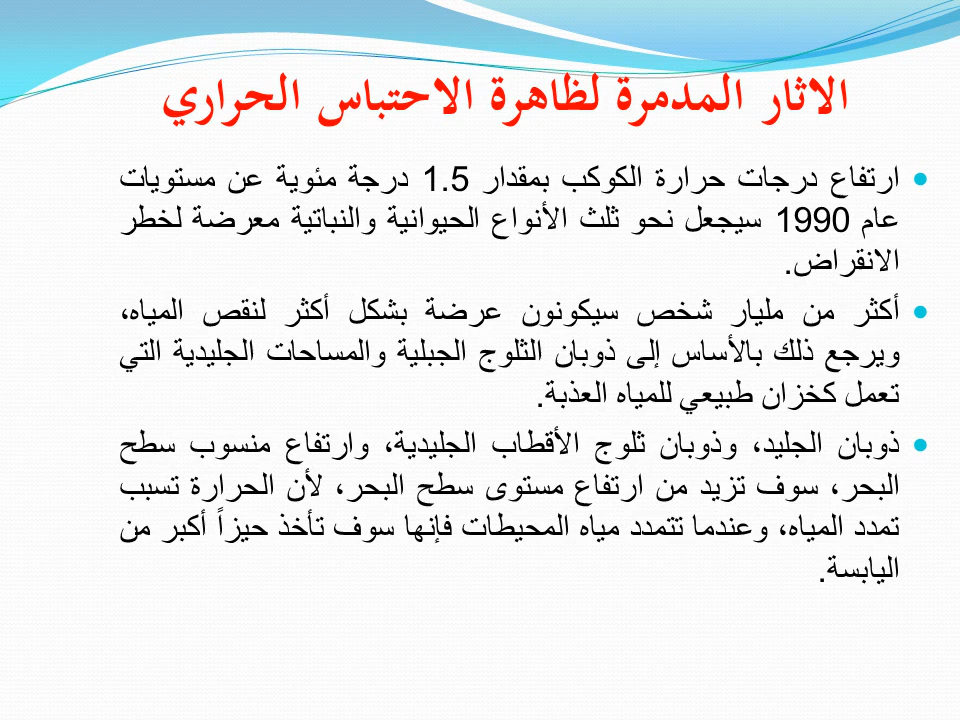 الاثار المدمرة لظاهرة الاحتباس الحراري
• ارتفاع درجات حرارة الكوكب بمقدار 1.5 درجة مئوية عن مستويات
عام 1990 سيجعل نحو ثلث الأنواع الحيوانية والنباتية معرضة لخطر
الانقراض.
• أكثر من مليار شخص سيكونون عرضة بشكل أكثر لنقص المياه،
ويرجع ذلك بالأساس إلى ذوبان الثلوج الجبلية والمساحات الجليدية التي
تعمل كخزان طبيعي للمياه العذبة.
• ذوبان الجليد، وذوبان ثلوج الأقطاب الجليدية، وارتفاع منسوب سطح
البحر، سوف تزيد من ارتفاع مستوى سطح البحر، لأن الحرارة تسبب
تمدد المياه، وعندما تتمدد مياه المحيطات فإنها سوف تأخذ حيزاً أكبر من
اليابسة.